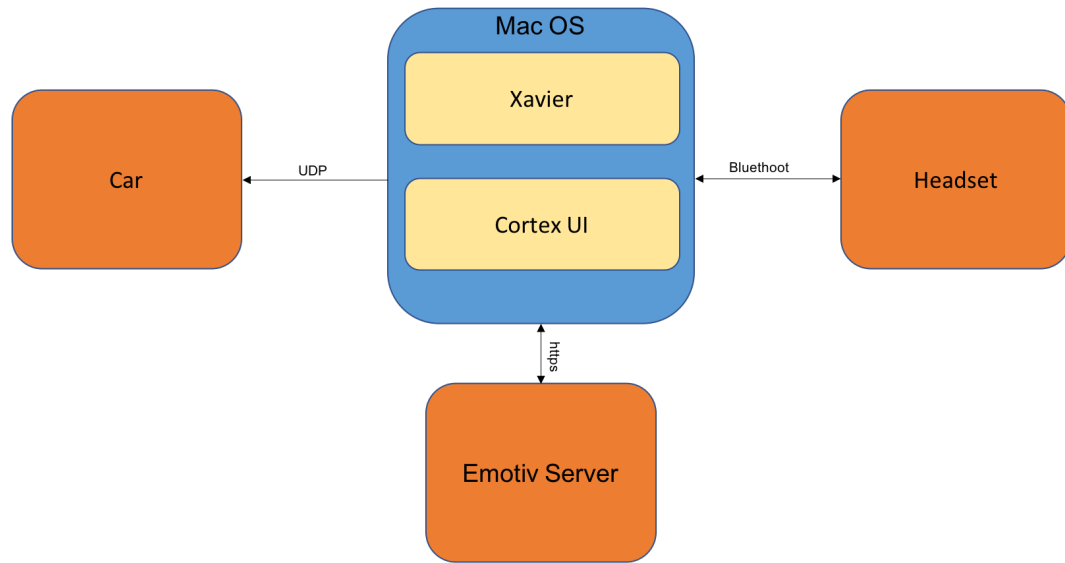 Mac OS
Xavier
Car
UDP
Bluethoot
Headset
Cortex UI
https
Emotiv Server